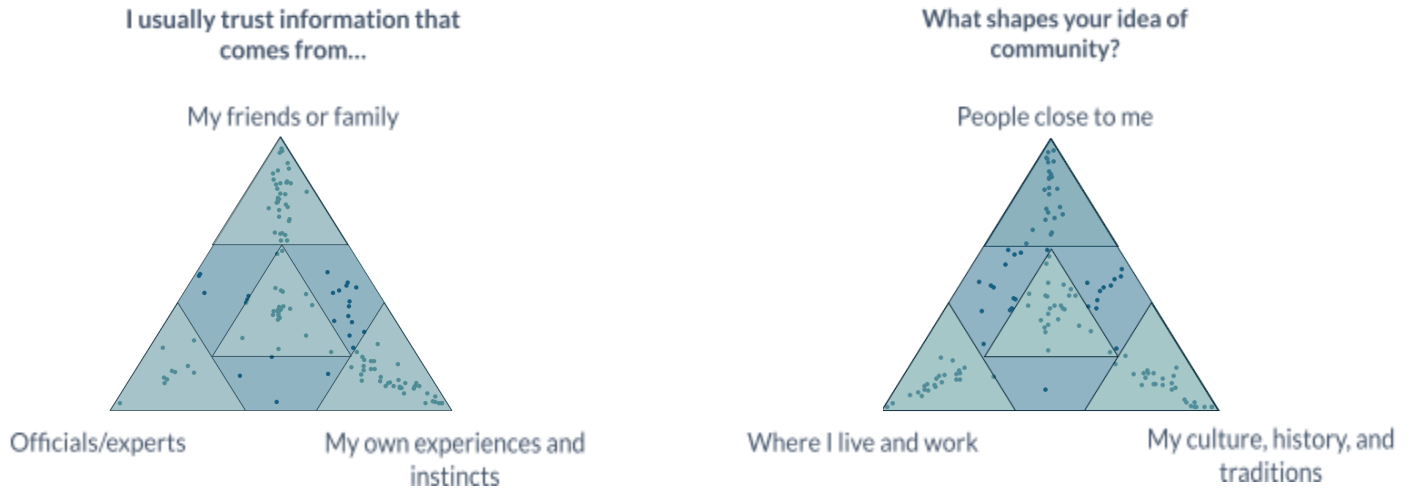 I usually trust information that
comes from...
My friends or family
Officials/experts
My own experiences and
instincts
What shapes your idea of
community?
People close to me
Where I live and work
My culture, history, and
traditions